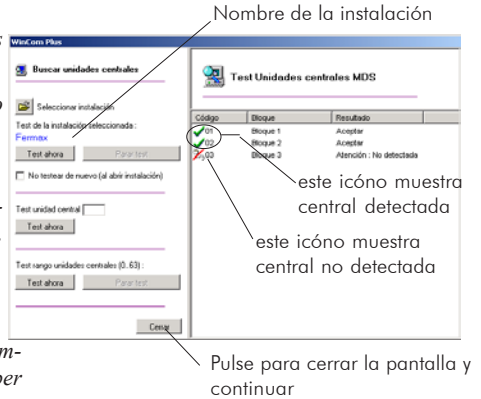 Nombre de la instalación
WinCom Plus
Buscar unidades centrales
Seleccionar instalación
Test de la instalación seleccionada :
Fermax
Test ahora
Parar test
No testear de nuevo (al abrir instalación)
Test unidad central
Test ahora
Test rango unidades centrales (0..63) :
Test ahora
Parar test
Cerrar
Test Unidades centrales MDS
Código Bloque Resultado
01 Bloque 1 Aceptar
02 Bloque 2 Aceptar
03 Bloque 3 Atención : No detectada
este icóno muestra
central detectada
este icóno muestra
central no detectada
Pulse para cerrar la pantalla y
continuar